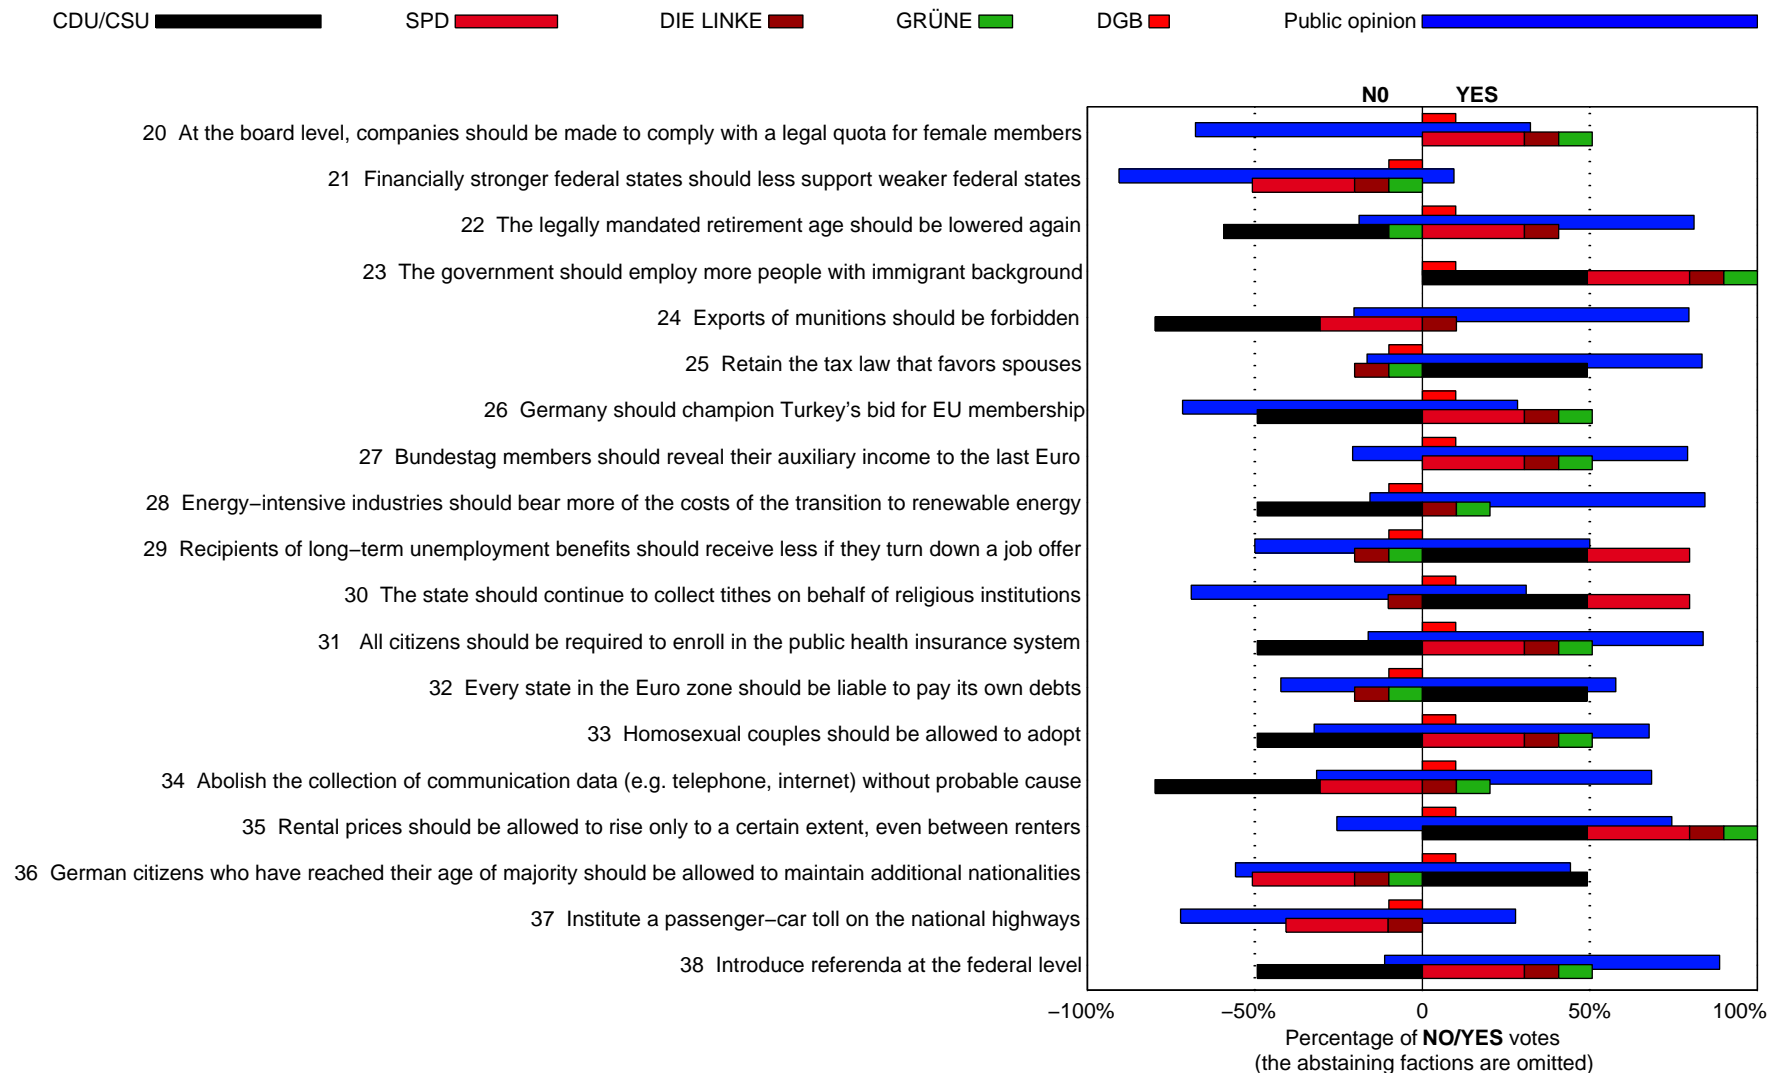 CDU/CSU SPD DIE LINKE GRÜNE DGB Public opinion
N0 YES
20 At the board level, companies should be made to comply with a legal quota for female members
21 Financially stronger federal states should less support weaker federal states
22 The legally mandated retirement age should be lowered again
23 The government should employ more people with immigrant background
24 Exports of munitions should be forbidden
25 Retain the tax law that favors spouses
26 Germany should champion Turkey's bid for EU membership
27 Bundestag members should reveal their auxiliary income to the last Euro
28 Energy−intensive industries should bear more of the costs of the transition to renewable energy
29 Recipients of long−term unemployment benefits should receive less if they turn down a job offer
30 The state should continue to collect tithes on behalf of religious institutions
31 All citizens should be required to enroll in the public health insurance system
32 Every state in the Euro zone should be liable to pay its own debts
33 Homosexual couples should be allowed to adopt
34 Abolish the collection of communication data (e.g. telephone, internet) without probable cause
35 Rental prices should be allowed to rise only to a certain extent, even between renters
36 German citizens who have reached their age of majority should be allowed to maintain additional nationalities
37 Institute a passenger−car toll on the national highways
38 Introduce referenda at the federal level
−100% −50% 0 50% 100%
Percentage of NO/YES votes
(the abstaining factions are omitted)